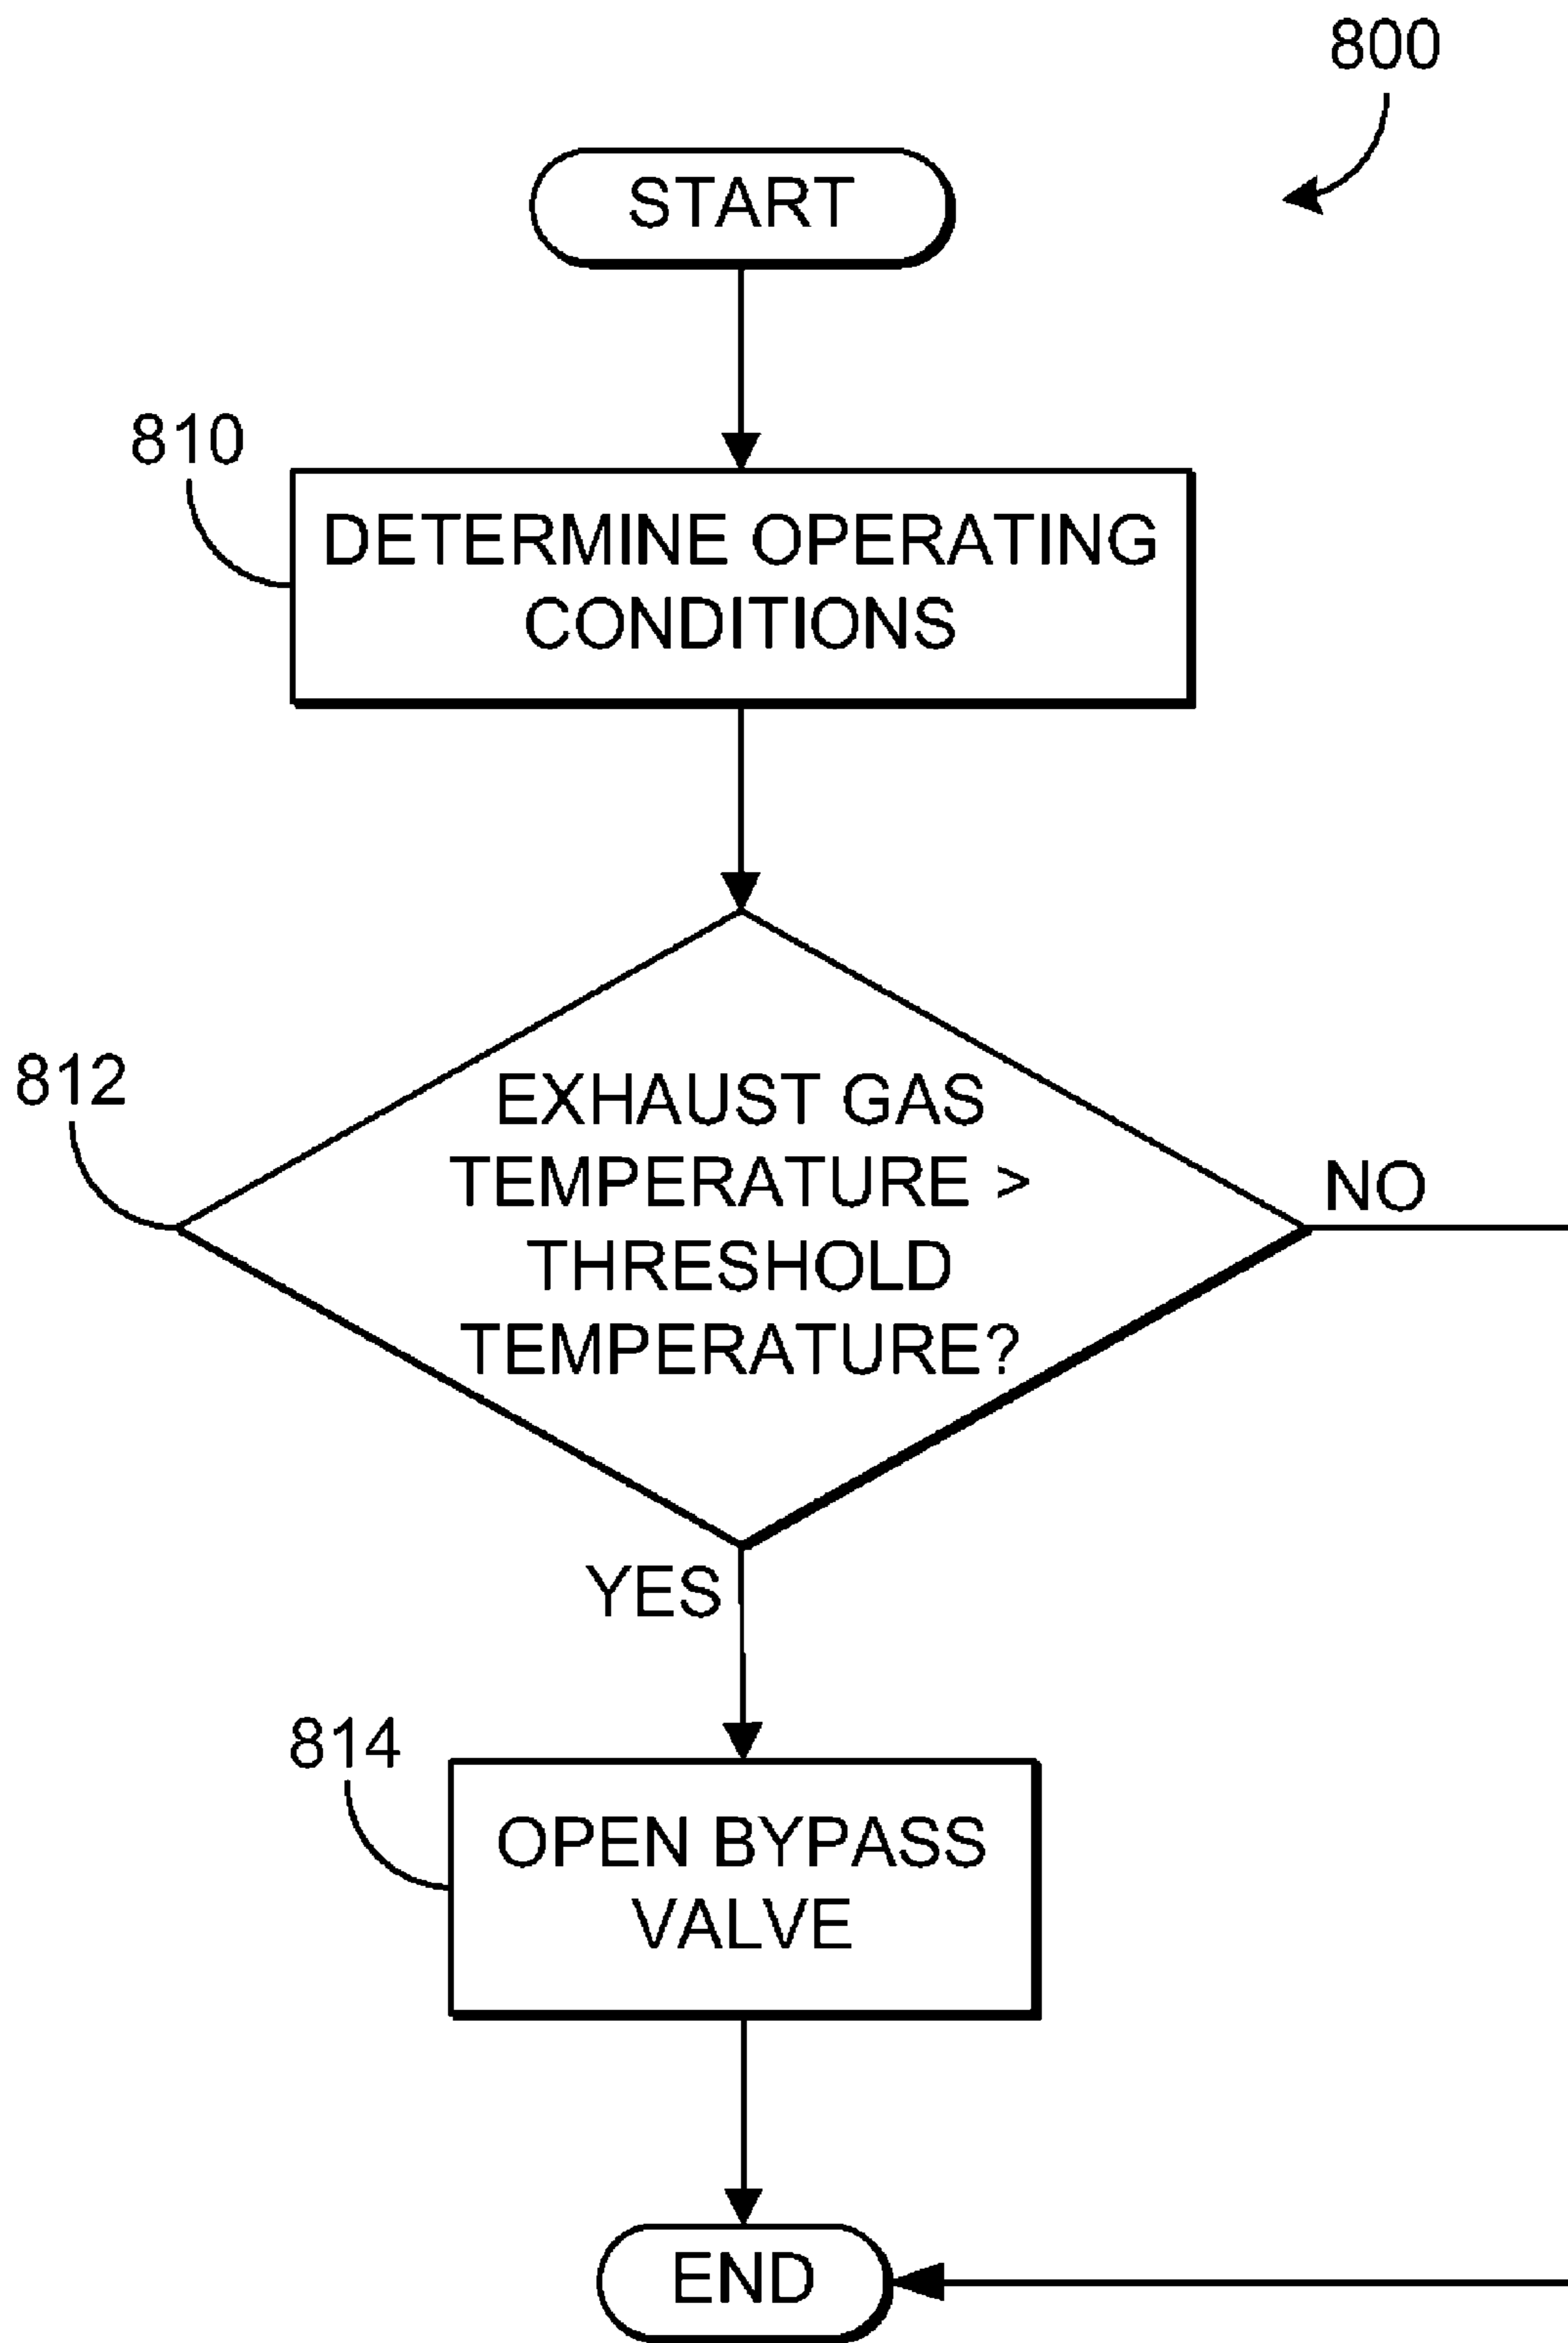 800
START
810
DETERMINE OPERATING
CONDITIONS
812
EXHAUST GAS
TEMPERATURE >
THRESHOLD
TEMPERATURE?
NO
YES
814
OPEN BYPASS
VALVE
END